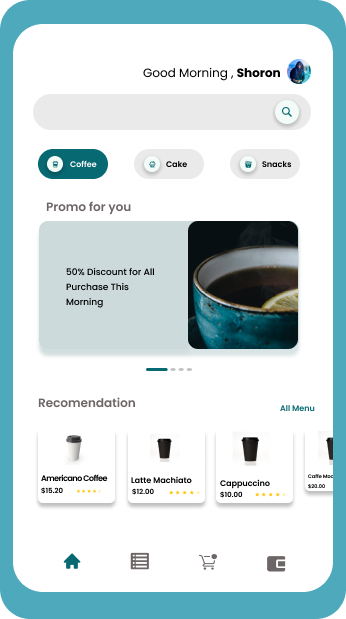 Good Morning , Shoron
Coffee
Cake
Snacks
Promo for you
50% Discount for All
Purchase This
Morning
Recomendation
All Menu
Americano Coffee
$15.20
Latte Machiato
$12.00
Cappuccino
$10.00
Caffe Moc
$20.00